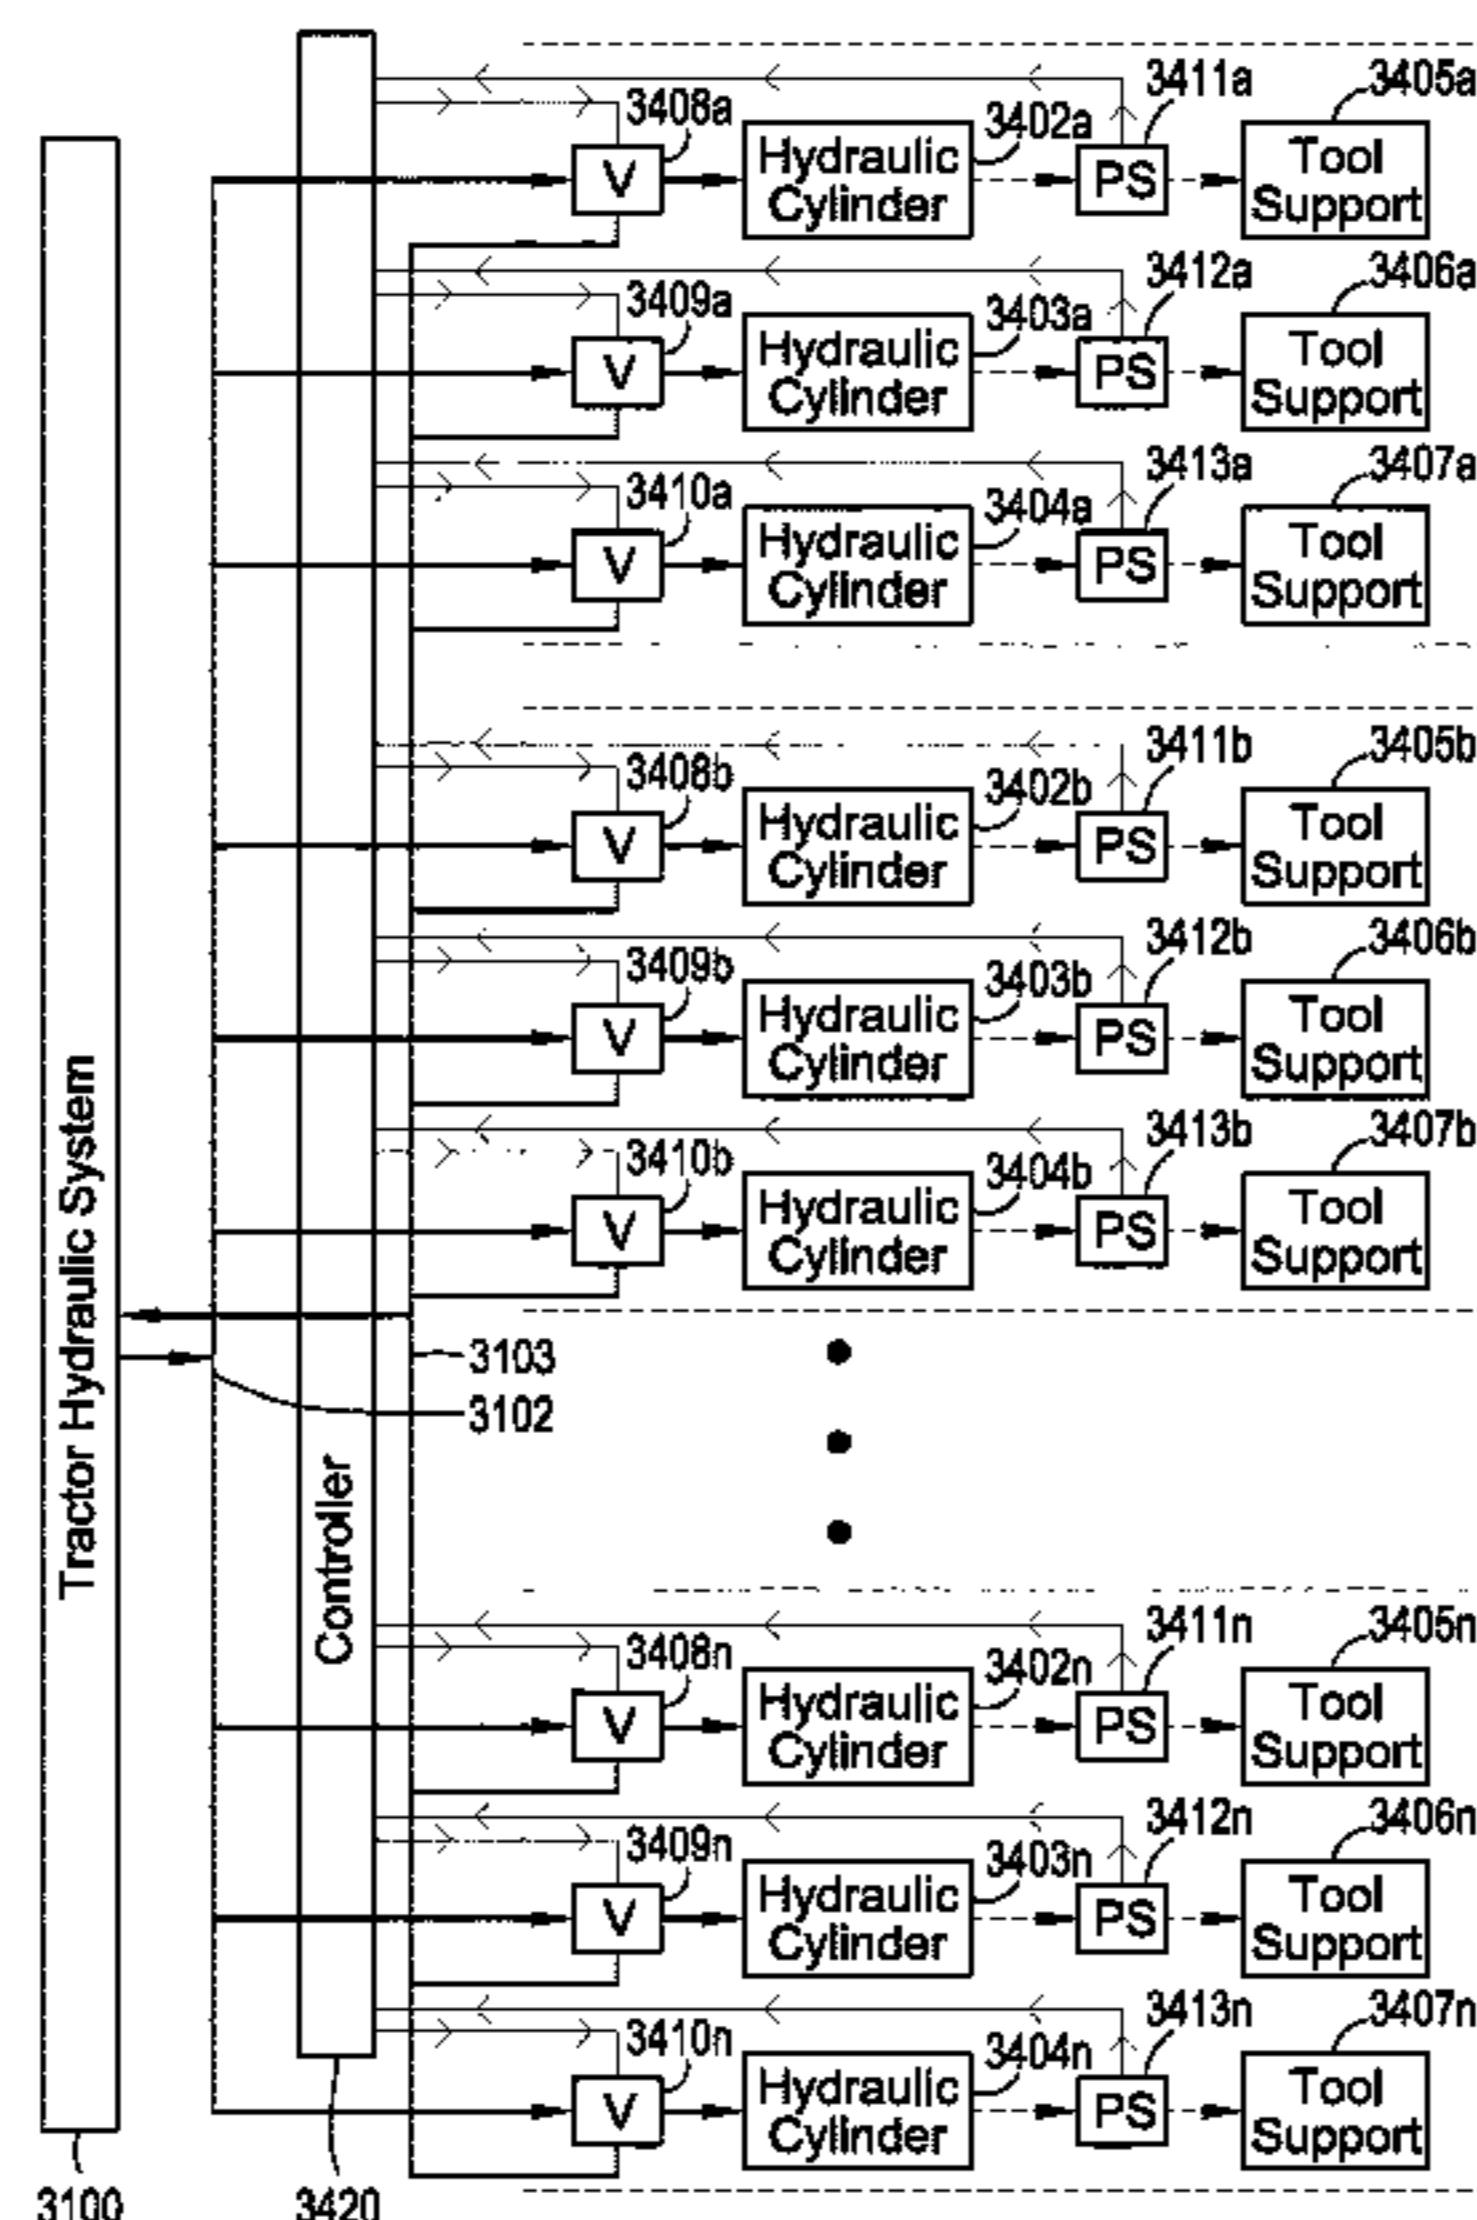 3411a
3405a
3408a
3402a
V
Hydraulic
Cylinder
PS
Tool
Support
3412a
3406a
3409a
3403a
V
Hydraulic
Cylinder
PS
Tool
Support
3413a
3407a
3410a
3404a
V
Hydraulic
Cylinder
PS
Tool
Support
3411b
3405b
3408b
3402b
V
Hydraulic
Cylinder
PS
Tool
Support
3412b
3406b
3409b
3403b
V
Hydraulic
Cylinder
PS
Tool
Support
3413b
3407b
3410b
3404b
V
Hydraulic
Cylinder
PS
Tool
Support
Tractor Hydraulic System
Controller
3103
3102
3411n
3405n
3408n
3402n
V
Hydraulic
Cylinder
PS
Tool
Support
3412n
3406n
3409n
3403n
V
Hydraulic
Cylinder
PS
Tool
Support
3413n
3407n
3410n
3404n
V
Hydraulic
Cylinder
PS
Tool
Support
3100
3420